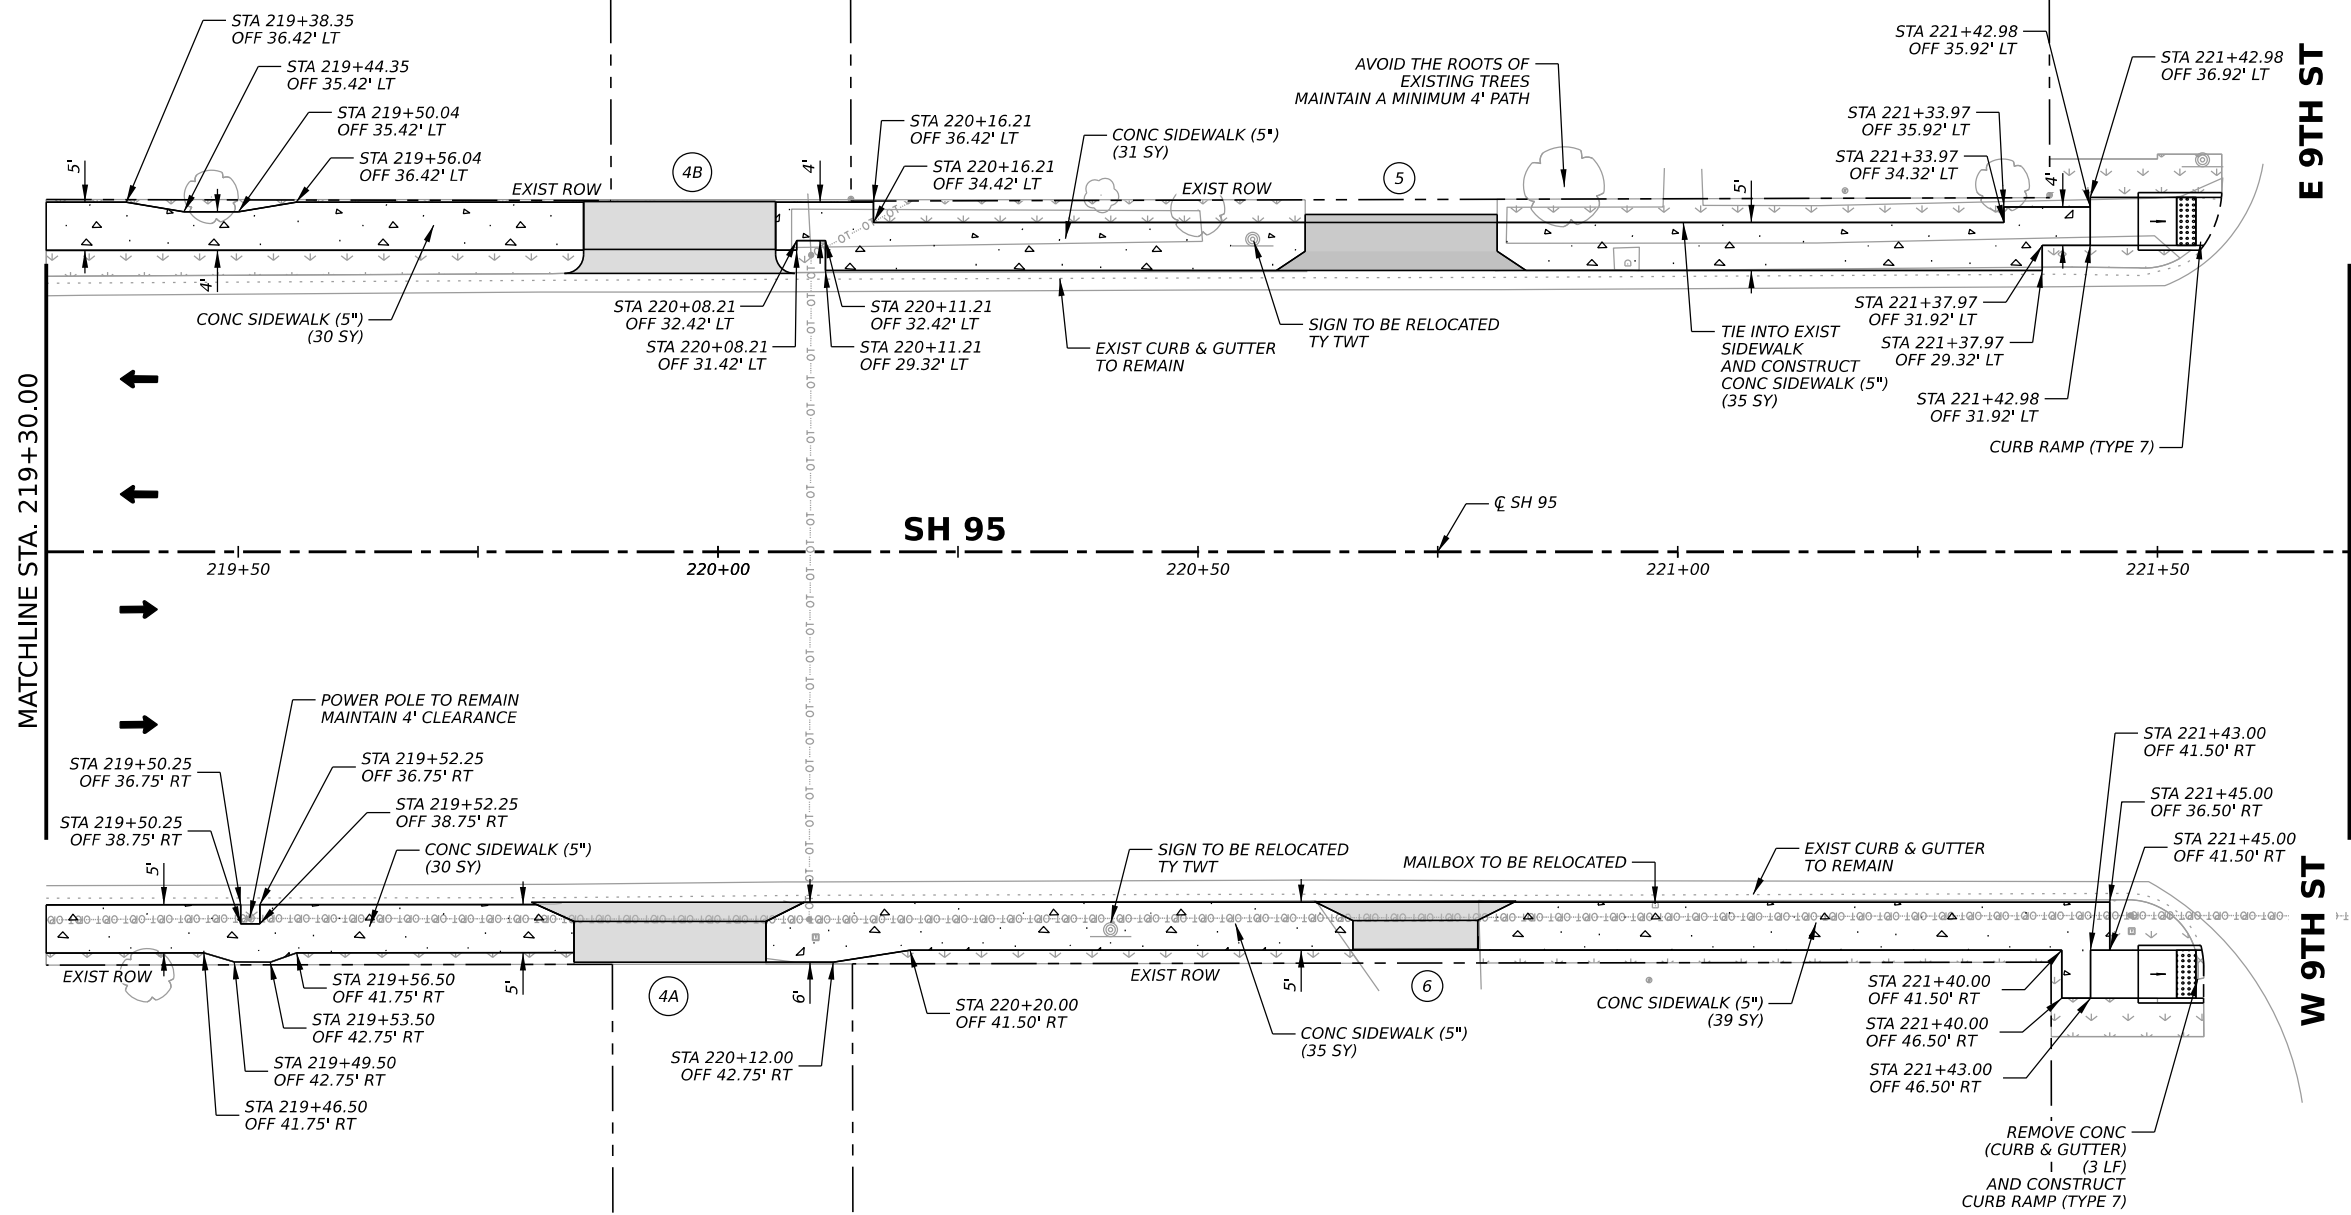 STA 219+38.35
OFF 36.42' LT
STA 219+44.35
OFF 35.42' LT
STA 219+50.04
OFF 35.42' LT
STA 219+56.04
OFF 36.42' LT
5'
4'
EXIST ROW
4B
4'
STA 220+16.21
OFF 36.42' LT
STA 220+16.21
OFF 34.42' LT
CONC SIDEWALK (5")
(31 SY)
EXIST ROW
AVOID THE ROOTS OF
EXISTING TREES
MAINTAIN A MINIMUM 4' PATH
5
5'
STA 221+42.98
OFF 35.92' LT
STA 221+42.98
OFF 36.92' LT
STA 221+33.97
OFF 35.92' LT
STA 221+33.97
OFF 34.32' LT
4'
E 9TH ST
CONC SIDEWALK (5")
(30 SY)
STA 220+08.21
OFF 32.42' LT
STA 220+08.21
OFF 31.42' LT
STA 220+11.21
OFF 32.42' LT
STA 220+11.21
OFF 29.32' LT
EXIST CURB & GUTTER
TO REMAIN
SIGN TO BE RELOCATED
TY TWT
TIE INTO EXIST
SIDEWALK
AND CONSTRUCT
CONC SIDEWALK (5")
(35 SY)
STA 221+37.97
OFF 31.92' LT
STA 221+37.97
OFF 29.32' LT
STA 221+42.98
OFF 31.92' LT
CURB RAMP (TYPE 7)
MATCHLINE STA. 219+30.00
SH 95
℄ SH 95
219+50
220+00
220+50
221+00
221+50
POWER POLE TO REMAIN
MAINTAIN 4' CLEARANCE
STA 219+50.25
OFF 36.75' RT
STA 219+52.25
OFF 36.75' RT
STA 219+50.25
OFF 38.75' RT
STA 219+52.25
OFF 38.75' RT
CONC SIDEWALK (5")
(30 SY)
5'
SIGN TO BE RELOCATED
TY TWT
MAILBOX TO BE RELOCATED
EXIST CURB & GUTTER
TO REMAIN
STA 221+43.00
OFF 41.50' RT
STA 221+45.00
OFF 36.50' RT
STA 221+45.00
OFF 41.50' RT
W 9TH ST
EXIST ROW
STA 219+56.50
OFF 41.75' RT
STA 219+53.50
OFF 42.75' RT
STA 219+49.50
OFF 42.75' RT
STA 219+46.50
OFF 41.75' RT
5'
4A
6'
STA 220+12.00
OFF 42.75' RT
STA 220+20.00
OFF 41.50' RT
EXIST ROW
5'
6
CONC SIDEWALK (5")
(35 SY)
CONC SIDEWALK (5")
(39 SY)
STA 221+40.00
OFF 41.50' RT
STA 221+40.00
OFF 46.50' RT
STA 221+43.00
OFF 46.50' RT
REMOVE CONC
(CURB & GUTTER)
(3 LF)
AND CONSTRUCT
CURB RAMP (TYPE 7)